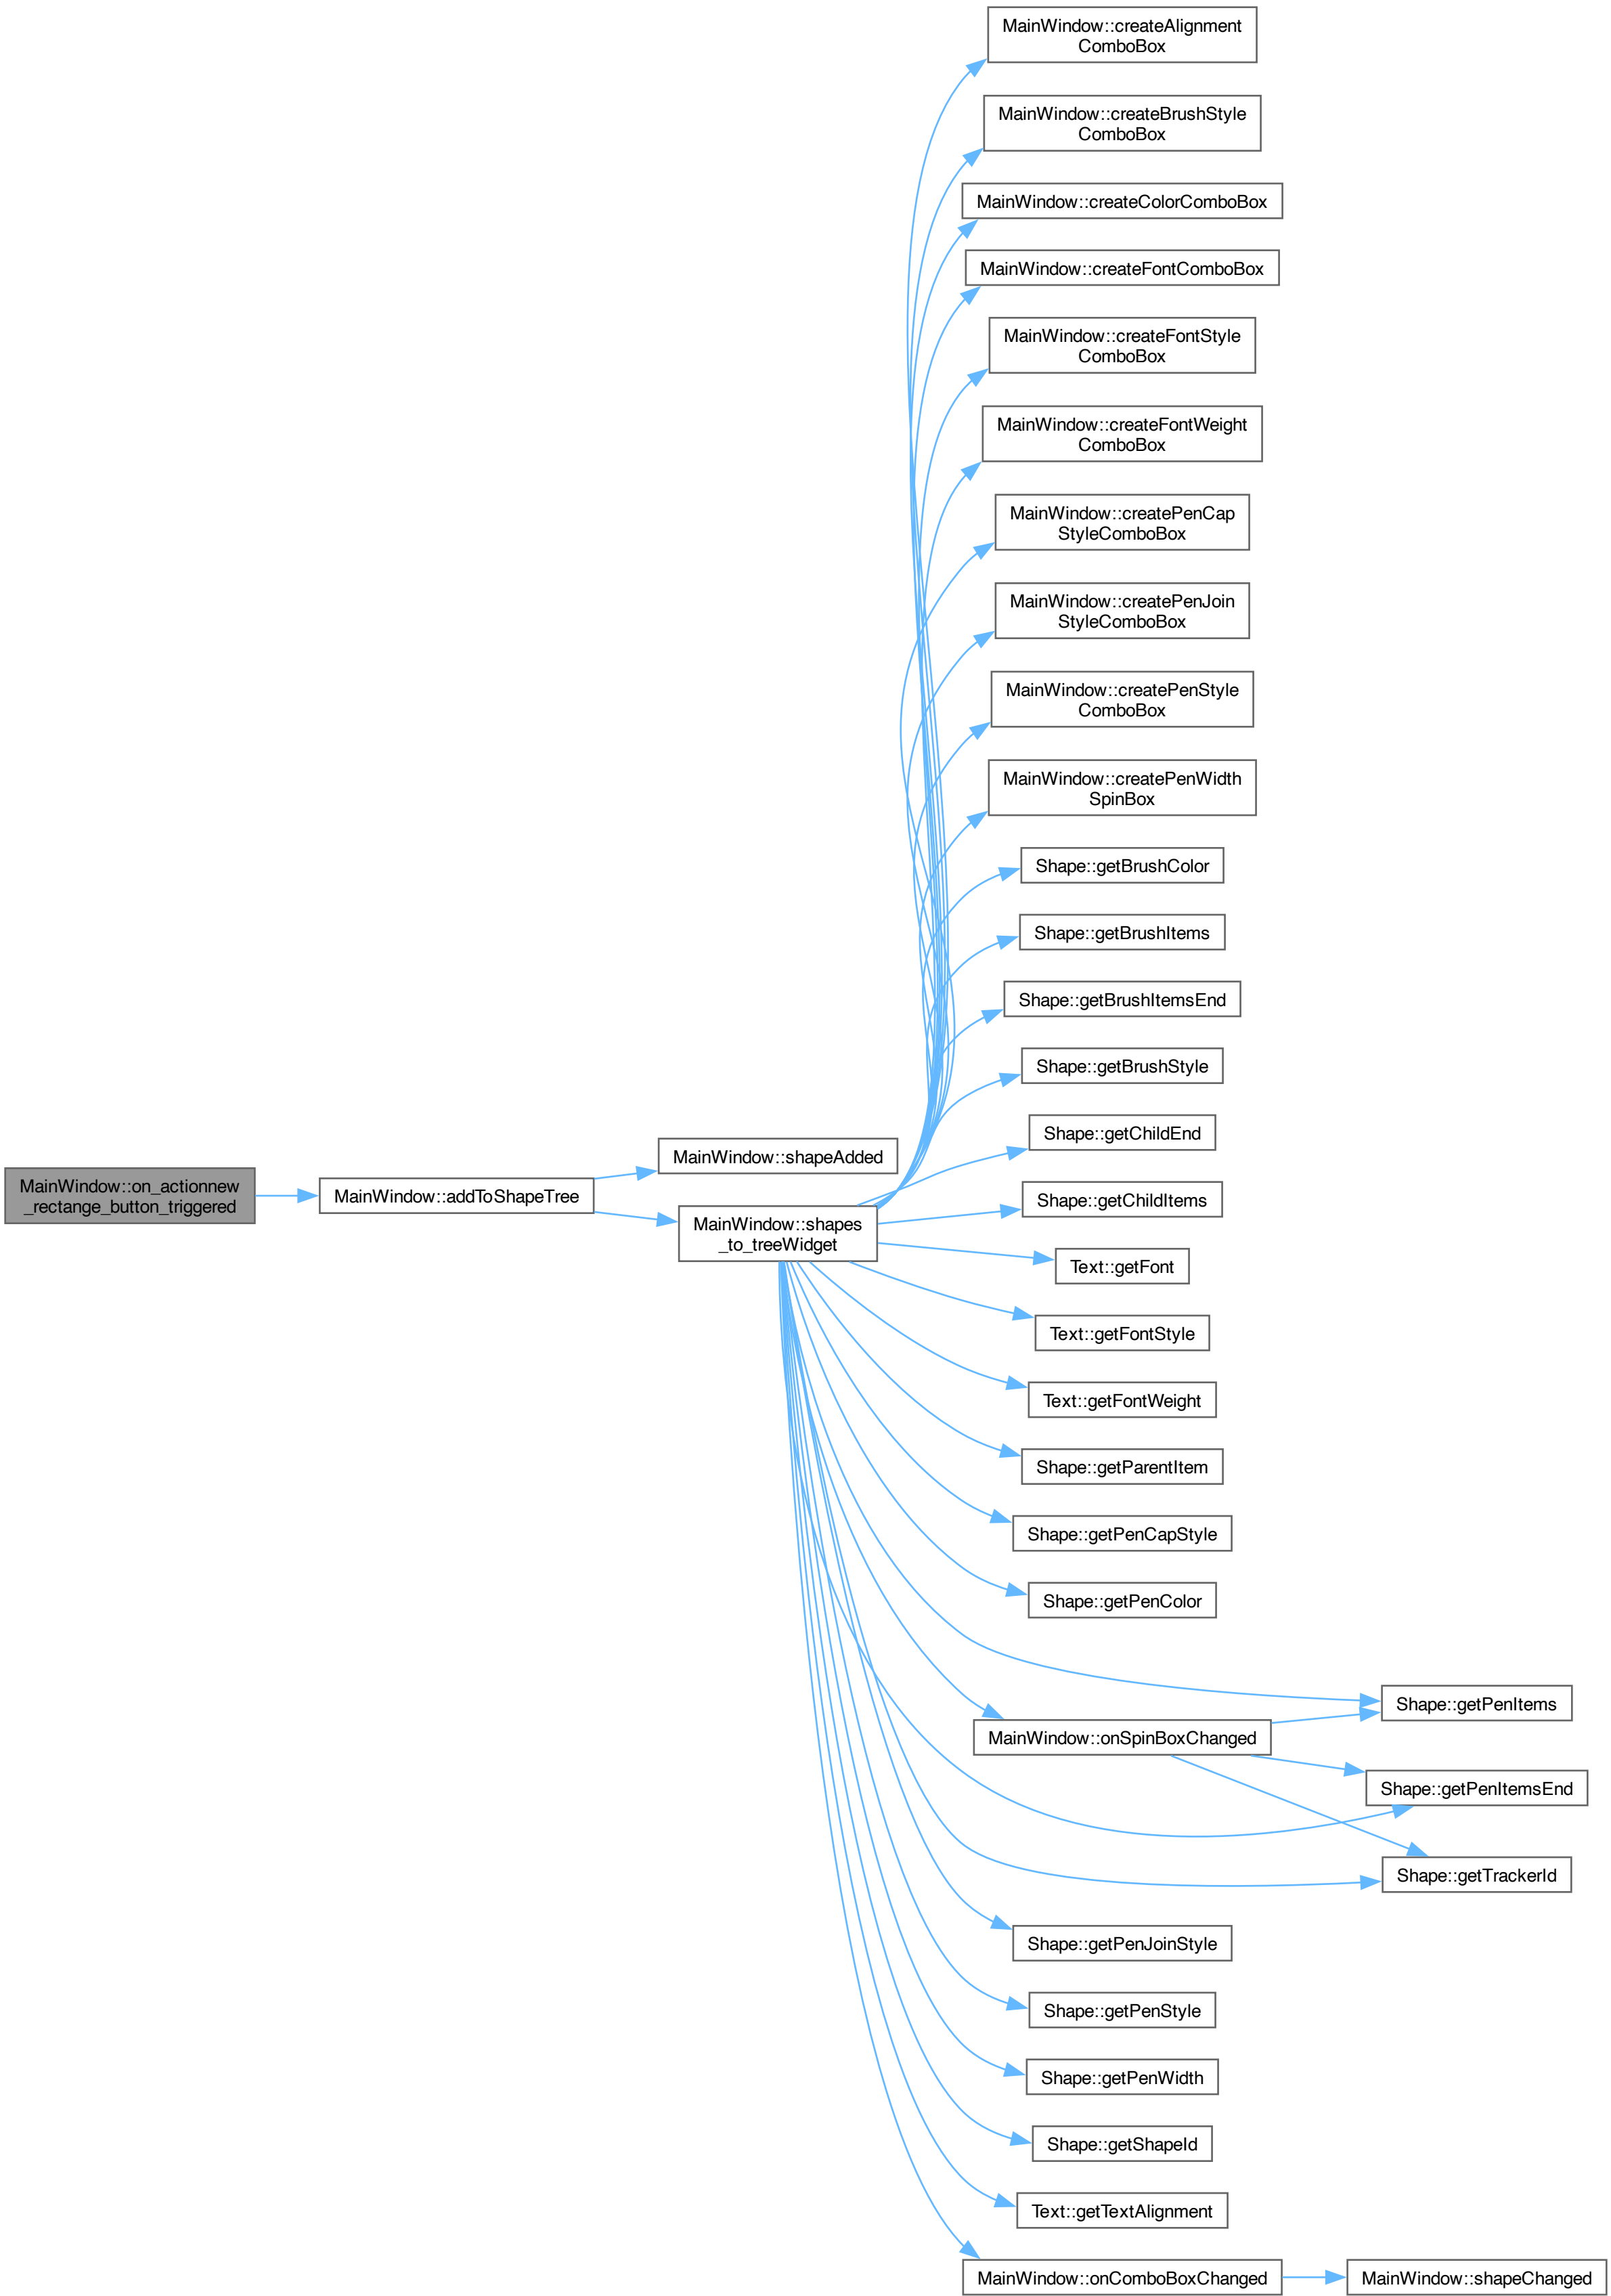 MainWindow::createAlignment
ComboBox
MainWindow::createBrushStyle
ComboBox
MainWindow::createColorComboBox
MainWindow::createFontComboBox
MainWindow::createFontStyle
ComboBox
MainWindow::createFontWeight
ComboBox
MainWindow::createPenCap
StyleComboBox
MainWindow::createPenJoin
StyleComboBox
MainWindow::createPenStyle
ComboBox
MainWindow::createPenWidth
SpinBox
Shape::getBrushColor
Shape::getBrushItems
Shape::getBrushItemsEnd
Shape::getBrushStyle
Shape::getChildEnd
MainWindow::shapeAdded
MainWindow::on_actionnew
_rectange_button_triggered
MainWindow::addToShapeTree
MainWindow::shapes
_to_treeWidget
Shape::getChildItems
Text::getFont
Text::getFontStyle
Text::getFontWeight
Shape::getParentItem
Shape::getPenCapStyle
Shape::getPenColor
Shape::getPenItems
MainWindow::onSpinBoxChanged
Shape::getPenItemsEnd
Shape::getTrackerId
Shape::getPenJoinStyle
Shape::getPenStyle
Shape::getPenWidth
Shape::getShapeId
Text::getTextAlignment
MainWindow::onComboBoxChanged
MainWindow::shapeChanged